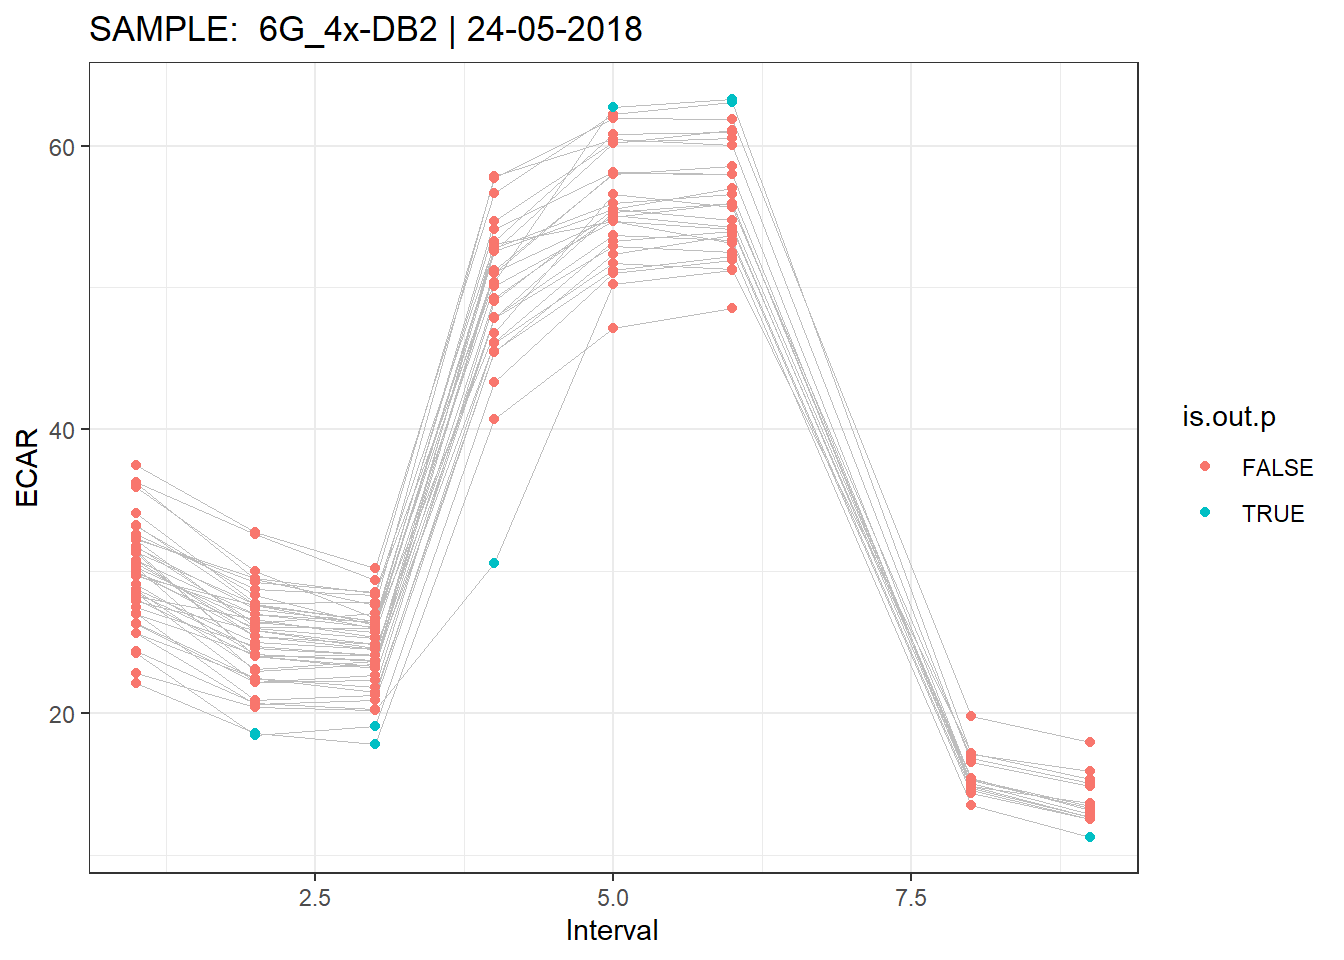 SAMPLE:  6G_4x-DB2 | 24-05-2018
60
40
20
ECAR
2.5
5.0
7.5
Interval
is.out.p
FALSE
TRUE